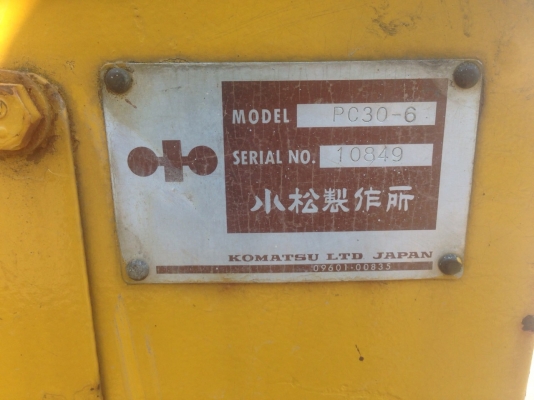 MODEL PC30-6
SERIAL NO. 10849
小松製作所
KOMATSU LTD JAPAN
09601-00835